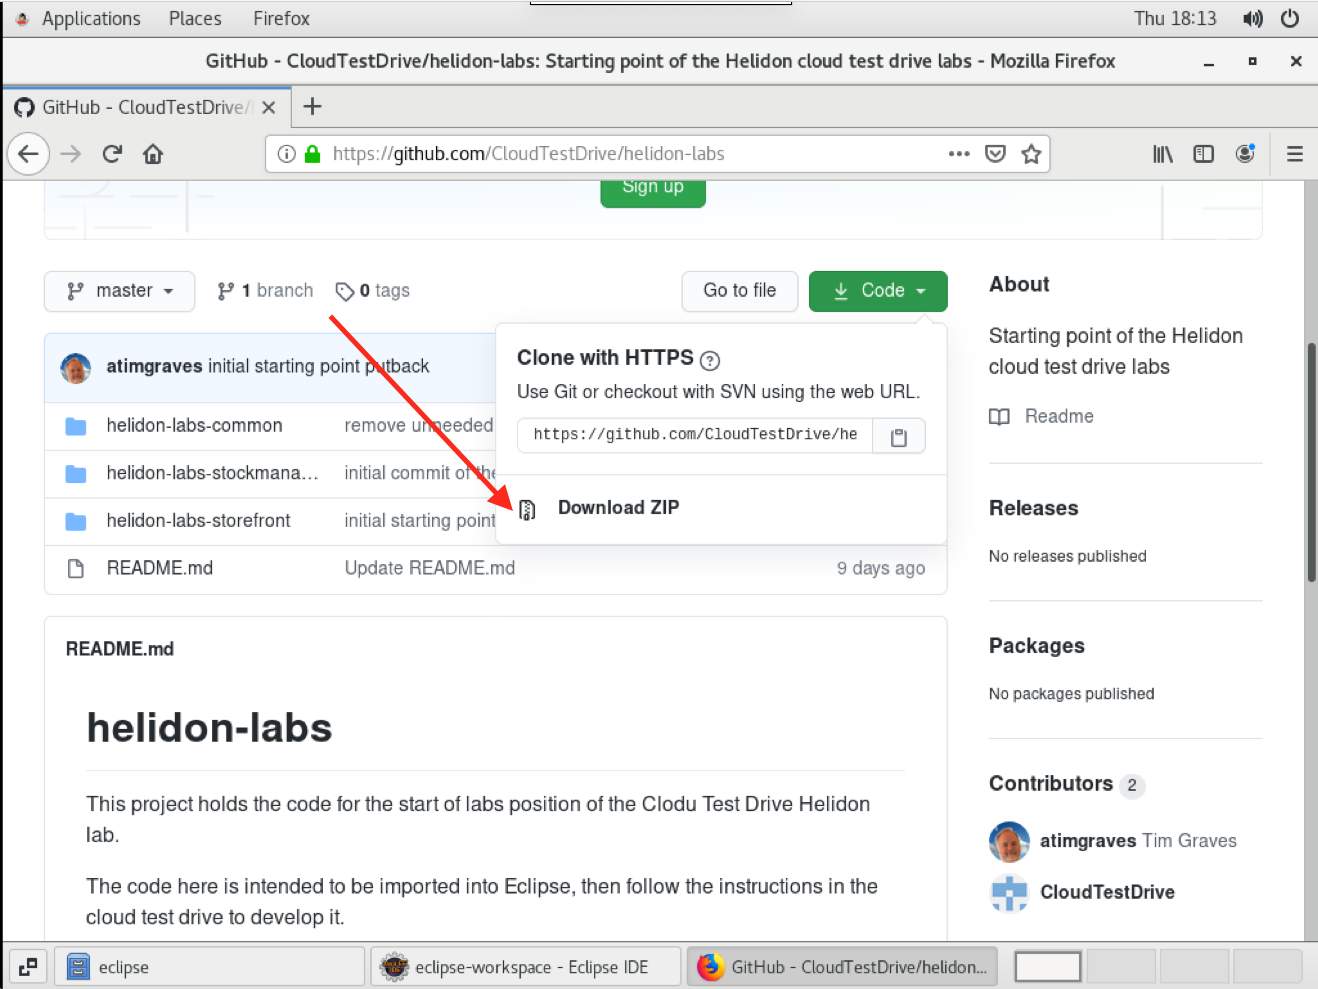 Applications Places Firefox Thu 18:13
GitHub - CloudTestDrive/helidon-labs: Starting point of the Helidon cloud test drive labs - Mozilla Firefox
GitHub - CloudTestDrive/
https://github.com/CloudTestDrive/helidon-labs
Sign up
master 1 branch 0 tags Go to file Code
Clone with HTTPS ?
Use Git or checkout with SVN using the web URL.
https://github.com/CloudTestDrive/he
Download ZIP
atimgraves initial starting point putback
helidon-labs-common remove unneeded
helidon-labs-stockmana... initial commit of the
helidon-labs-storefront initial starting point
README.md Update README.md 9 days ago
README.md
helidon-labs
This project holds the code for the start of labs position of the Clodu Test Drive Helidon
lab.
The code here is intended to be imported into Eclipse, then follow the instructions in the
cloud test drive to develop it.
About
Starting point of the Helidon
cloud test drive labs
Readme
Releases
No releases published
Packages
No packages published
Contributors 2
atimgraves Tim Graves
CloudTestDrive
eclipse eclipse-workspace - Eclipse IDE GitHub - CloudTestDrive/helidon...